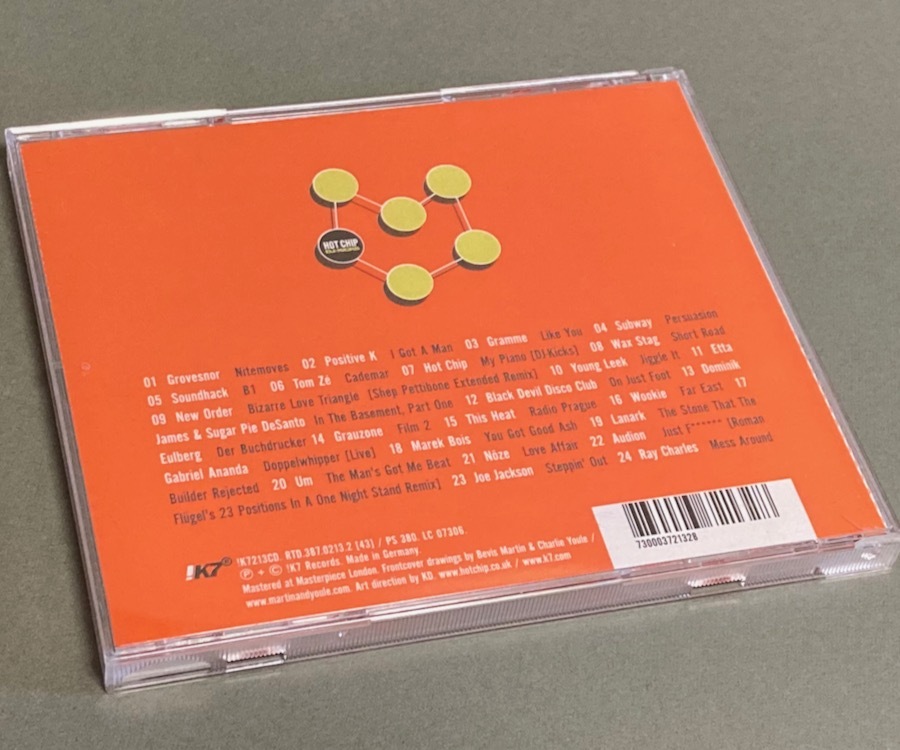 HOT CHIP
01 Grovesnor Nitemoves 02 Positive K I Got A Man 03 Gramme Like You 04 Subway Persuasion
05 Soundhack B1 06 Tom Zé Cademar 07 Hot Chip My Piano [DJ-Kicks] 08 Wax Stag Short Road
09 New Order Bizarre Love Triangle [Shep Pettibone Extended Remix] 10 Young Leek Jiggle It 11 Etta
James & Sugar Pie DeSanto In The Basement, Part One 12 Black Devil Disco Club On Just Foot 13 Dominik
Eulberg Der Buchdrucker 14 Grauzone Film 2 15 This Heat Radio Prague 16 Wookie Far East 17
Gabriel Ananda Doppelwhipper [Live] 18 Marek Bois You Got Good Ash 19 Lanark The Stone That The
Builder Rejected 20 Um The Man's Got Me Beat 21 Nôze Love Affair 22 Audion Just F****** [Roman
Flügel's 23 Positions In A One Night Stand Remix] 23 Joe Jackson Steppin' Out 24 Ray Charles Mess Around
!K7®
!K7213CD RTD.387.0213.2 [43] / PS 380. LC 07306.
℗ + © !K7 Records. Made in Germany.
Mastered at Masterpiece London. Frontcover drawings by Bevis Martin & Charlie Youle /
www.martinandyoule.com Art direction by KD. www.hotchip.co.uk / www.k7.com
730003721328